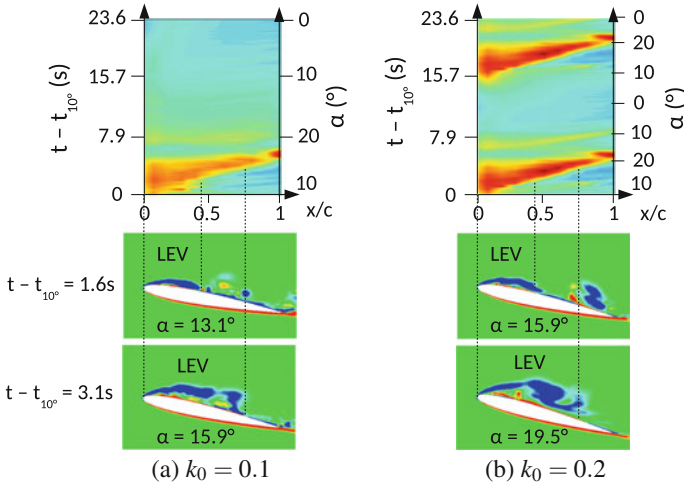 23.6
15.7
7.9
0
t – t10° (s)
0
10
20
10
α (°)
0
0.5
1
x/c
23.6
15.7
7.9
0
t – t10° (s)
0
20
10
0
10
20
10
α (°)
0
0.5
1
x/c
t – t10° = 1.6s
LEV
α = 13.1°
LEV
α = 15.9°
t – t10° = 3.1s
LEV
α = 15.9°
LEV
α = 19.5°
(a) k0 = 0.1
(b) k0 = 0.2